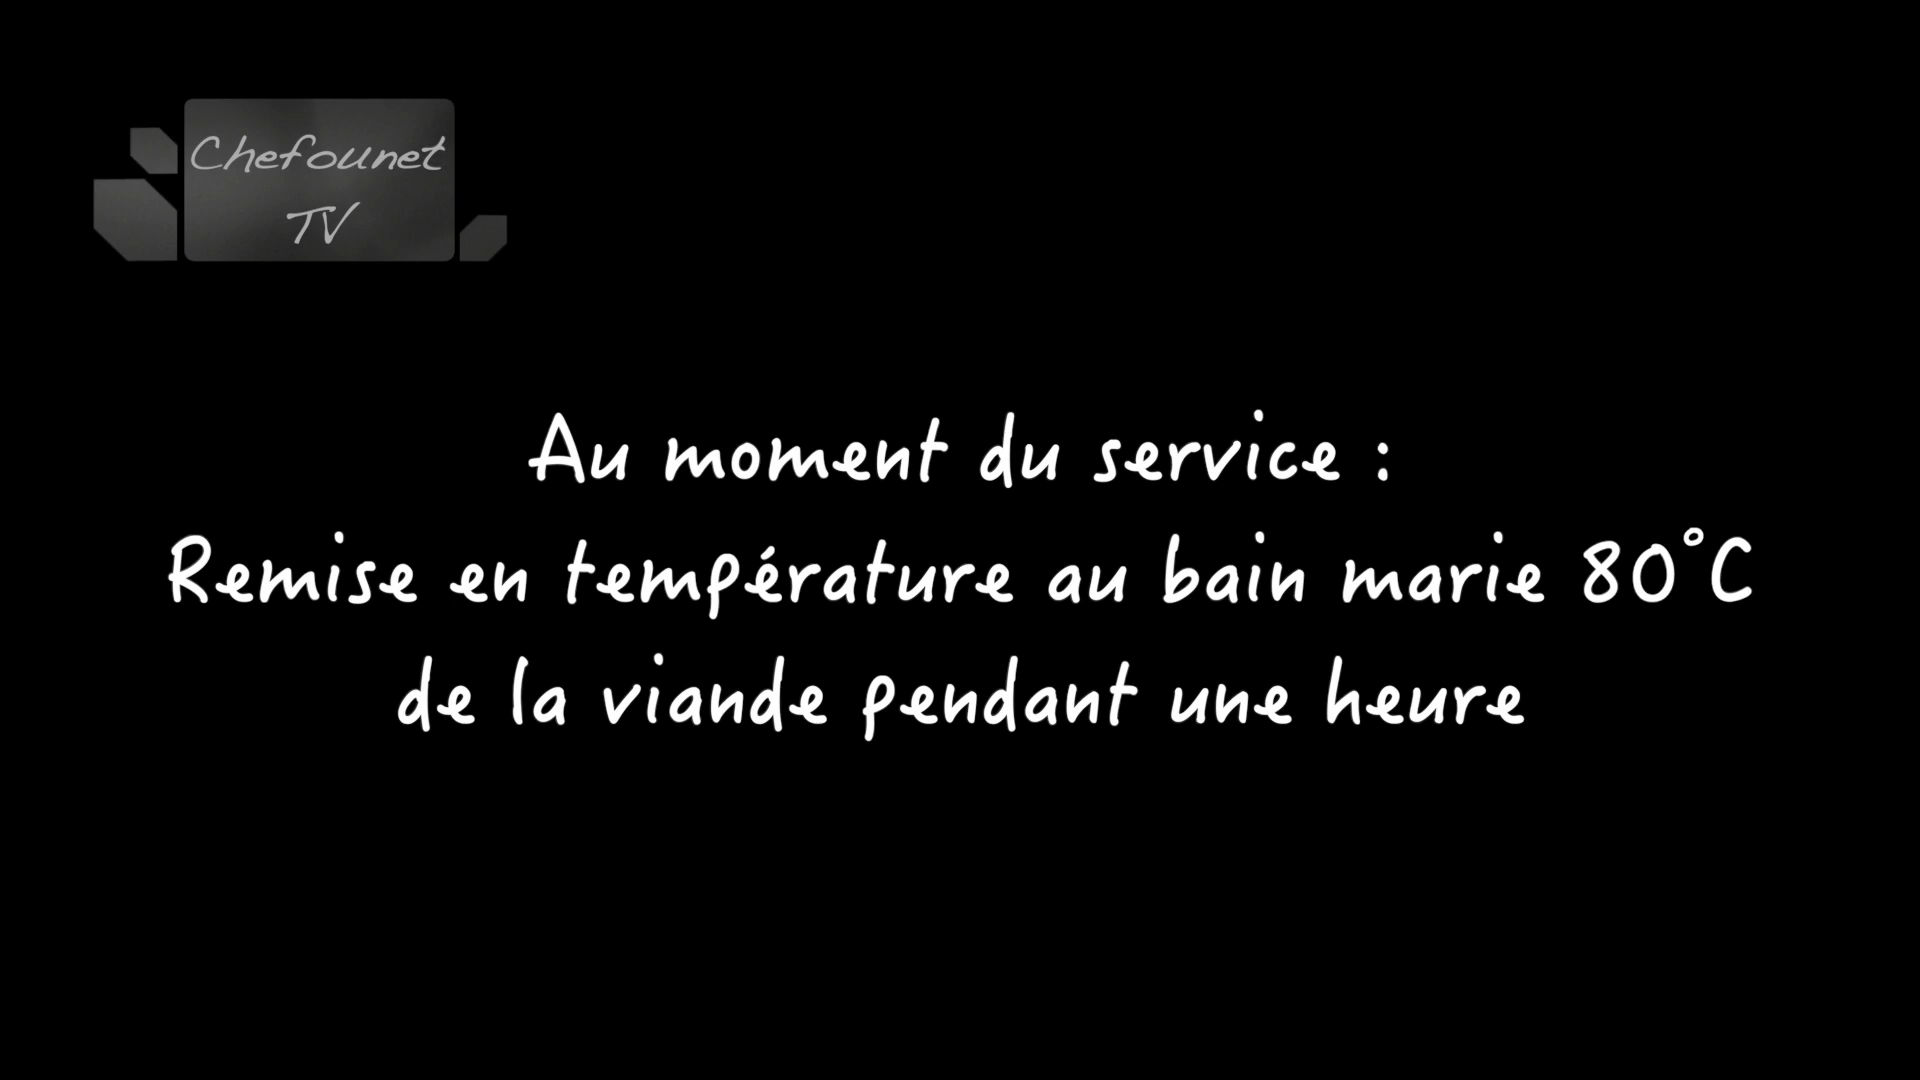 Chefounet
TV
Au moment du service :
Remise en température au bain marie 80°C
de la viande pendant une heure